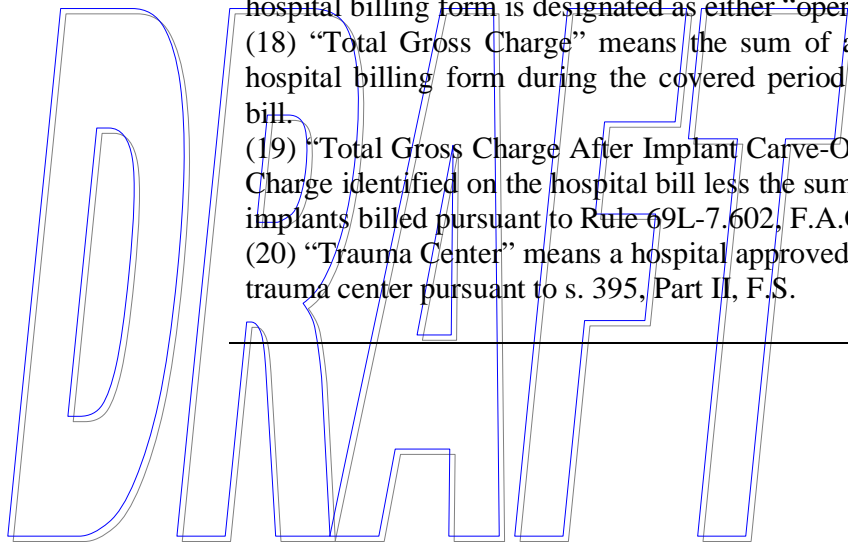 hospital billing form is designated as either “oper
(18) “Total Gross Charge” means the sum of a
hospital billing form during the covered period
bill.
(19) “Total Gross Charge After Implant Carve-O
Charge identified on the hospital bill less the sum
implants billed pursuant to Rule 69L-7.602, F.A.C
(20) “Trauma Center” means a hospital approved
trauma center pursuant to s. 395, Part II, F.S.
DRAFT